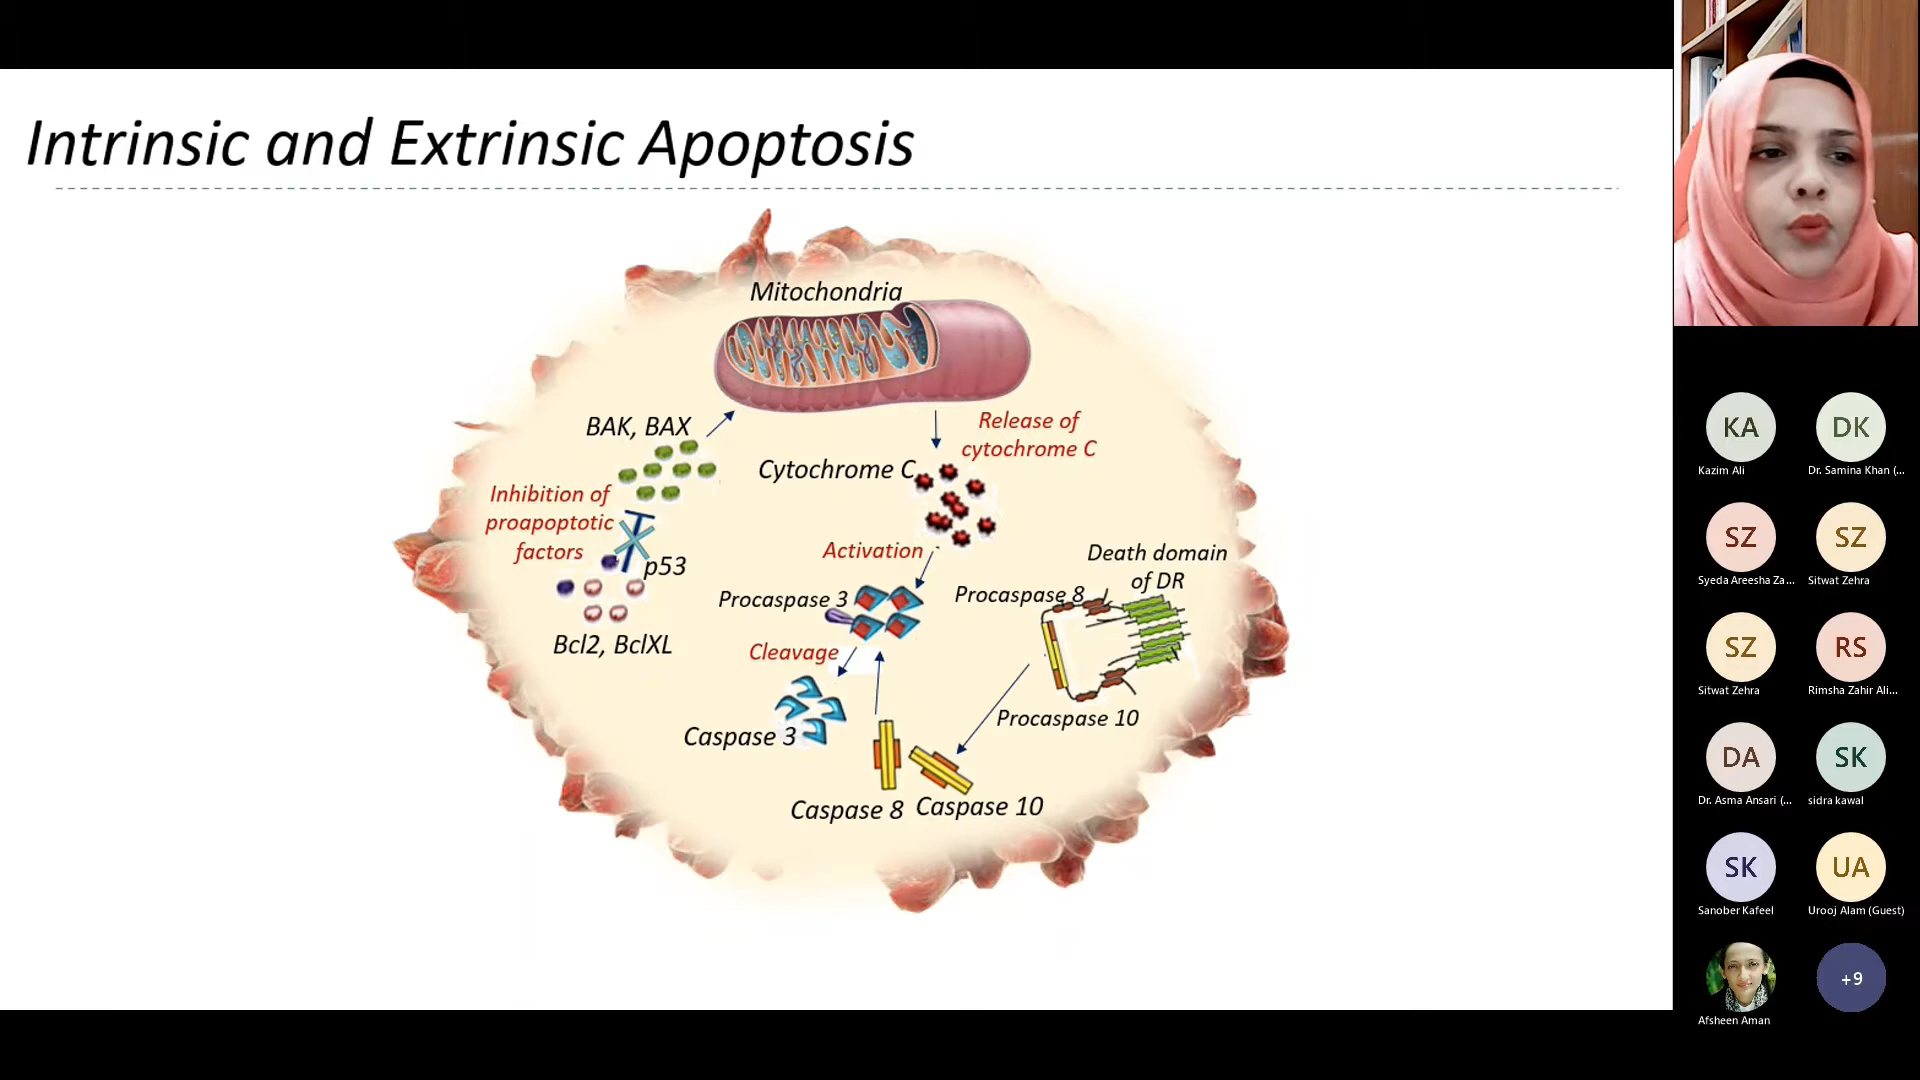 Intrinsic and Extrinsic Apoptosis
Mitochondria
BAK, BAX
Release of
cytochrome C
Cytochrome C
Inhibition of
proapoptotic
factors
p53
Bcl2, BclXL
Activation
Procaspase 3
Cleavage
Caspase 3
Death domain
of DR
Procaspase 8
Procaspase 10
Caspase 8
Caspase 10
KA
Kazim Ali
DK
Dr. Samina Khan (...
SZ
Syeda Areesha Za...
SZ
Sitwat Zehra
SZ
Sitwat Zehra
RS
Rimsha Zahir Ali...
DA
Dr. Asma Ansari (...
SK
sidra kawal
SK
Sanober Kafeel
UA
Urooj Alam (Guest)
Afsheen Aman
+9